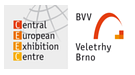 Central
European
Exhibition
Centre
BVV
Veletrhy
Brno